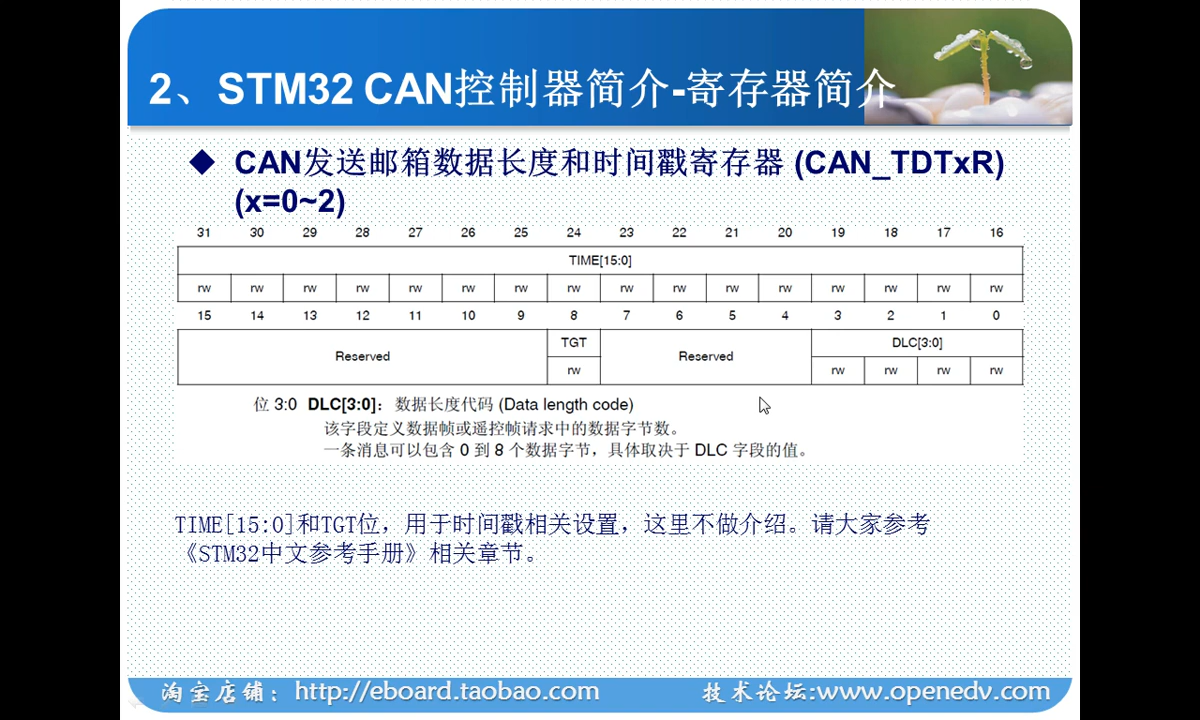 2、STM32 CAN控制器简介-寄存器简介
◆ CAN发送邮箱数据长度和时间戳寄存器 (CAN_TDTxR)
(x=0~2)
31 30 29 28 27 26 25 24 23 22 21 20 19 18 17 16
TIME[15:0]
rw rw rw rw rw rw rw rw rw rw rw rw rw rw rw rw
15 14 13 12 11 10 9 8 7 6 5 4 3 2 1 0
Reserved TGT Reserved DLC[3:0]
rw rw rw rw rw
位 3:0 DLC[3:0]：数据长度代码 (Data length code)
该字段定义数据帧或遥控帧请求中的数据字节数。
一条消息可以包含 0 到 8 个数据字节，具体取决于 DLC 字段的值。
TIME[15:0]和TGT位，用于时间戳相关设置，这里不做介绍。请大家参考
《STM32中文参考手册》相关章节。
淘宝店铺：http://eboard.taobao.com 技术论坛:www.openedv.com